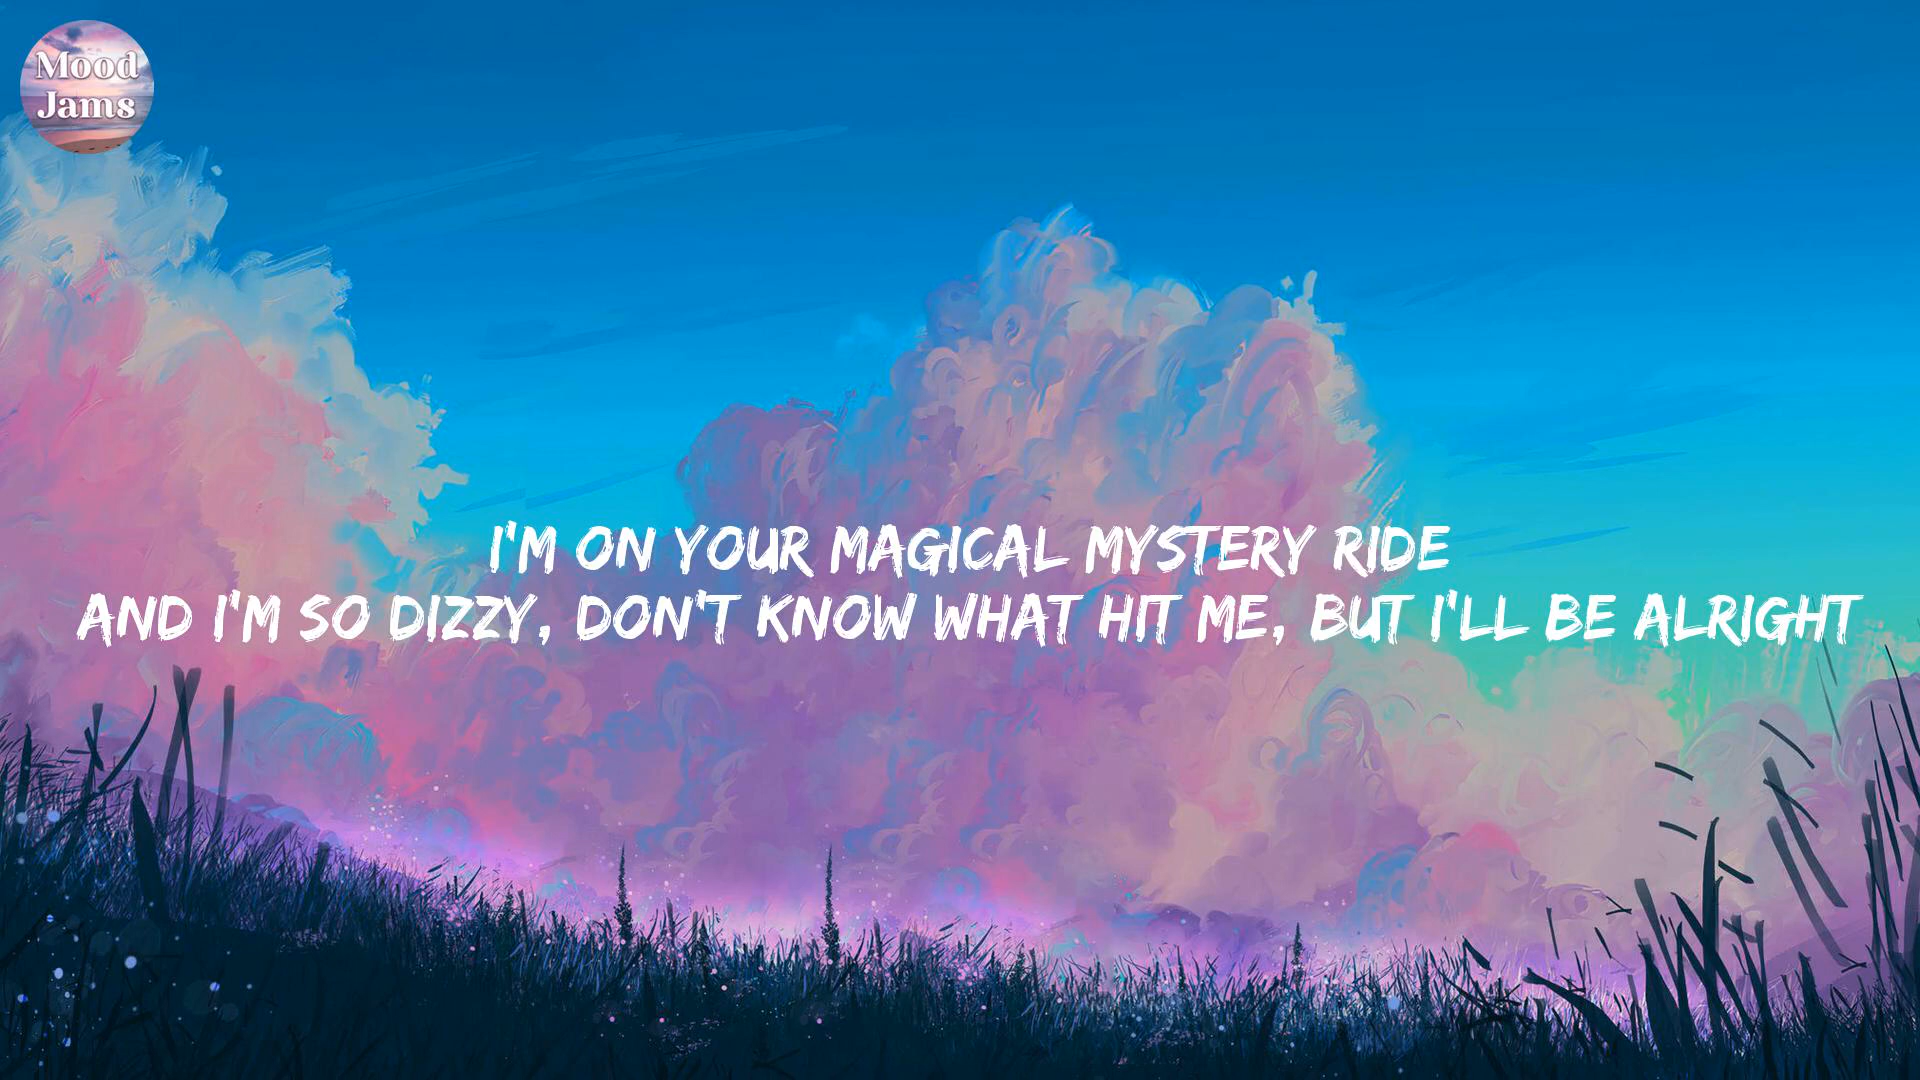 Mood
Jams
I'M ON YOUR MAGICAL MYSTERY RIDE
AND I'M SO DIZZY, DON'T KNOW WHAT HIT ME, BUT I'LL BE ALRIGHT